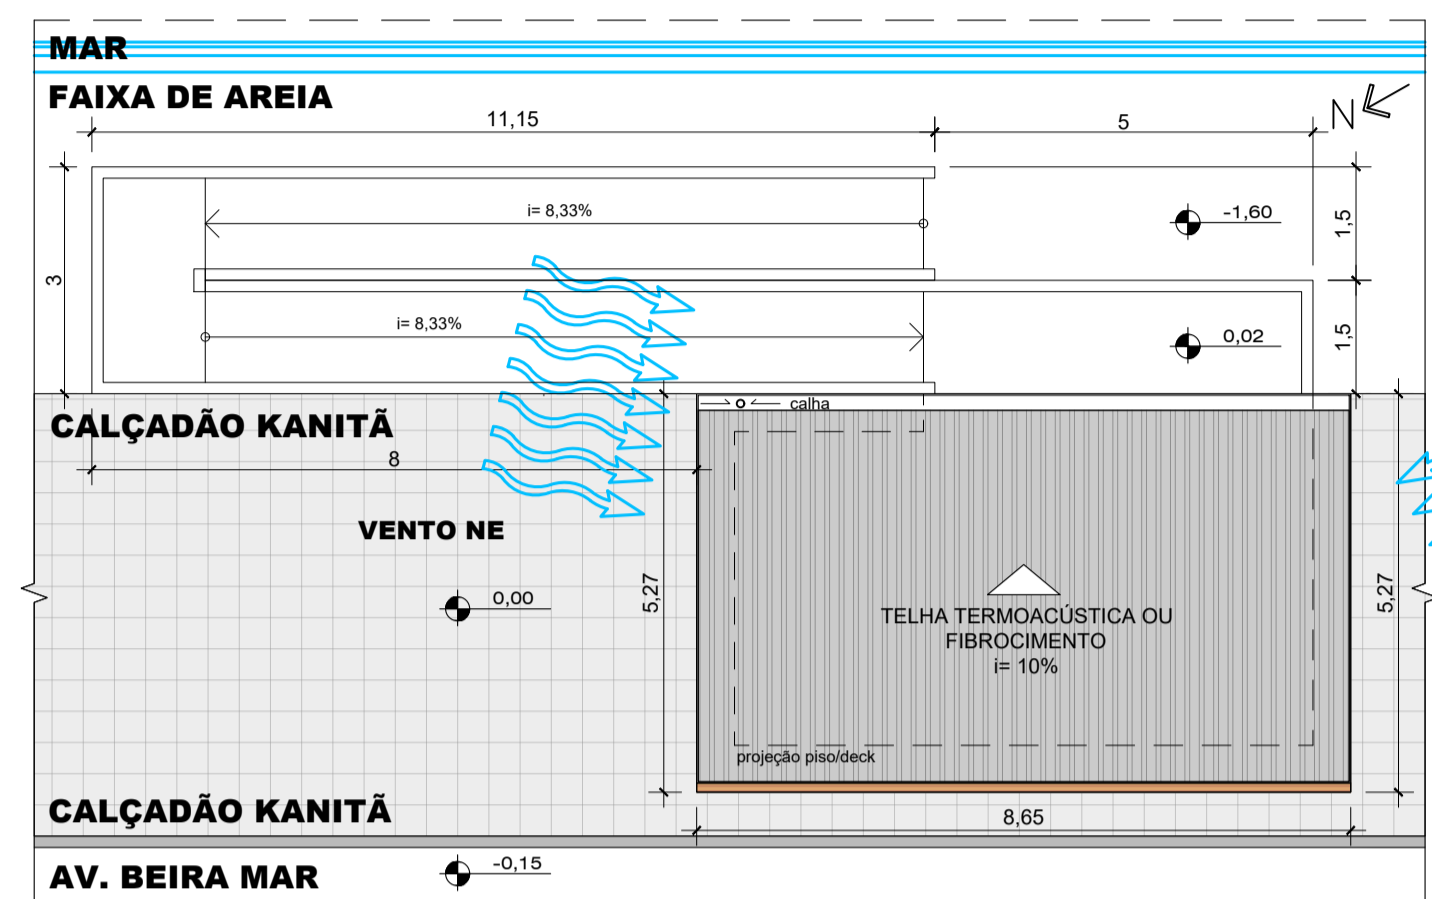 MAR
FAIXA DE AREIA
N
11,15
5
i= 8,33%
-1,60
1,5
3
i= 8,33%
0,02
1,5
calha
CALÇADÃO KANITÃ
8
VENTO NE
0,00
5,27
5,27
TELHA TERMOACÚSTICA OU
FIBROCIMENTO
i= 10%
projeção piso/deck
CALÇADÃO KANITÃ
8,65
AV. BEIRA MAR
-0,15